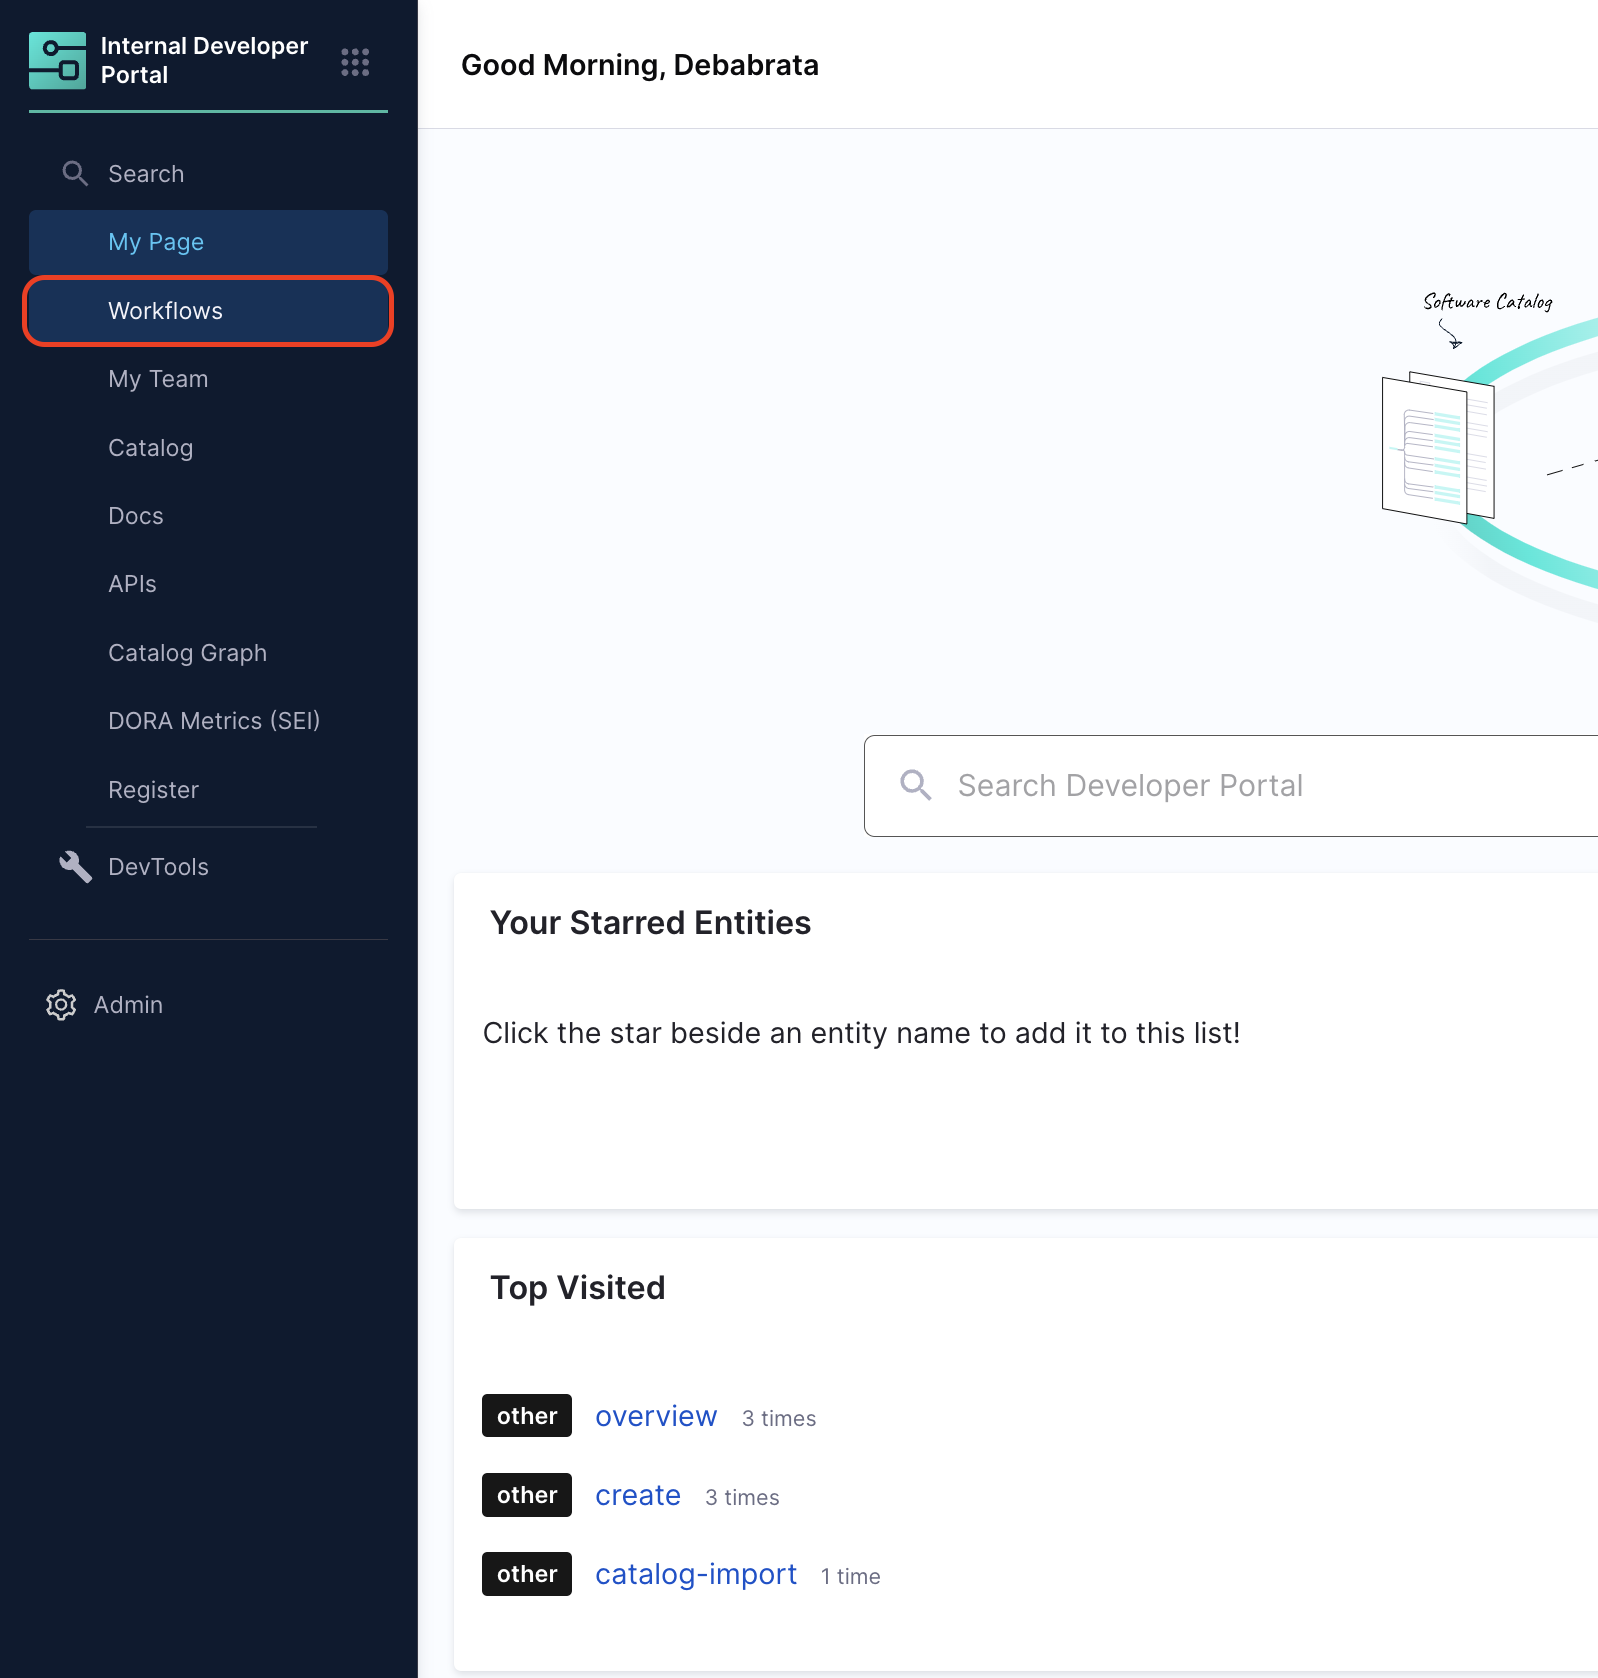 Internal Developer
Portal
Search
My Page
Workflows
My Team
Catalog
Docs
APIs
Catalog Graph
DORA Metrics (SEI)
Register
DevTools
Admin
Good Morning, Debabrata
Software Catalog
Search Developer Portal
Your Starred Entities
Click the star beside an entity name to add it to this list!
Top Visited
other overview 3 times
other create 3 times
other catalog-import 1 time